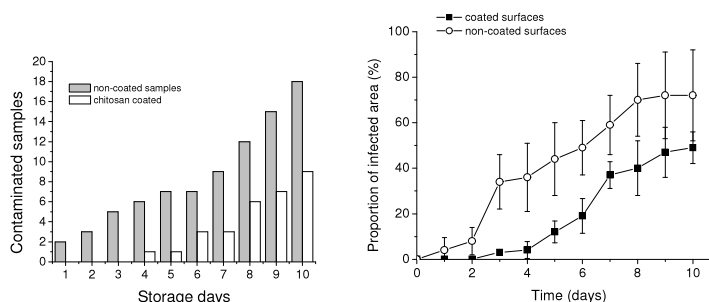 20
18
16
14
12
10
8
6
4
2
0
non-coated samples
chitosan coated
Contaminated samples
1 2 3 4 5 6 7 8 9 10
Storage days
coated surfaces
non-coated surfaces
100
80
60
40
20
0
Proportion of infected area (%)
0 2 4 6 8 10
Time (days)